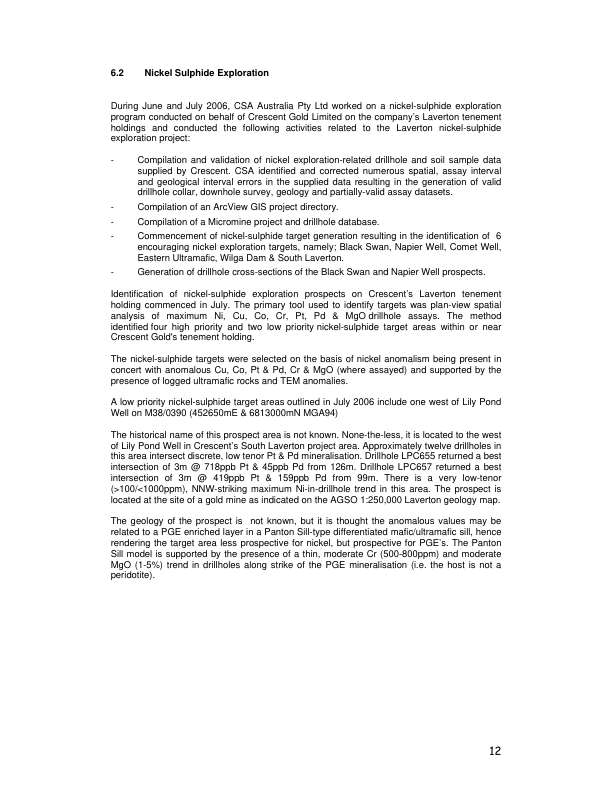 6.2 Nickel Sulphide Exploration
During June and July 2006, CSA Australia Pty Ltd worked on a nickel-sulphide exploration
program conducted on behalf of Crescent Gold Limited on the company's Laverton tenement
holdings and conducted the following activities related to the Laverton nickel-sulphide
exploration project:
- Compilation and validation of nickel exploration-related drillhole and soil sample data
supplied by Crescent. CSA identified and corrected numerous spatial, assay interval
and geological interval errors in the supplied data resulting in the generation of valid
drillhole collar, downhole survey, geology and partially-valid assay datasets.
- Compilation of an ArcView GIS project directory.
- Compilation of a Micromine project and drillhole database.
- Commencement of nickel-sulphide target generation resulting in the identification of 6
encouraging nickel exploration targets, namely; Black Swan, Napier Well, Comet Well,
Eastern Ultramafic, Wilga Dam & South Laverton.
- Generation of drillhole cross-sections of the Black Swan and Napier Well prospects.
Identification of nickel-sulphide exploration prospects on Crescent's Laverton tenement
holding commenced in July. The primary tool used to identify targets was plan-view spatial
analysis of maximum Ni, Cu, Co, Cr, Pt, Pd & MgO drillhole assays. The method
identified four high priority and two low priority nickel-sulphide target areas within or near
Crescent Gold's tenement holding.
The nickel-sulphide targets were selected on the basis of nickel anomalism being present in
concert with anomalous Cu, Co, Pt & Pd, Cr & MgO (where assayed) and supported by the
presence of logged ultramafic rocks and TEM anomalies.
A low priority nickel-sulphide target areas outlined in July 2006 include one west of Lily Pond
Well on M38/0390 (452650mE & 6813000mN MGA94)
The historical name of this prospect area is not known. None-the-less, it is located to the west
of Lily Pond Well in Crescent's South Laverton project area. Approximately twelve drillholes in
this area intersect discrete, low tenor Pt & Pd mineralisation. Drillhole LPC655 returned a best
intersection of 3m @ 718ppb Pt & 45ppb Pd from 126m. Drillhole LPC657 returned a best
intersection of 3m @ 419ppb Pt & 159ppb Pd from 99m. There is a very low-tenor
(>100/<1000ppm), NNW-striking maximum Ni-in-drillhole trend in this area. The prospect is
located at the site of a gold mine as indicated on the AGSO 1:250,000 Laverton geology map.
The geology of the prospect is not known, but it is thought the anomalous values may be
related to a PGE enriched layer in a Panton Sill-type differentiated mafic/ultramafic sill, hence
rendering the target area less prospective for nickel, but prospective for PGE's. The Panton
Sill model is supported by the presence of a thin, moderate Cr (500-800ppm) and moderate
MgO (1-5%) trend in drillholes along strike of the PGE mineralisation (i.e. the host is not a
peridotite).
12